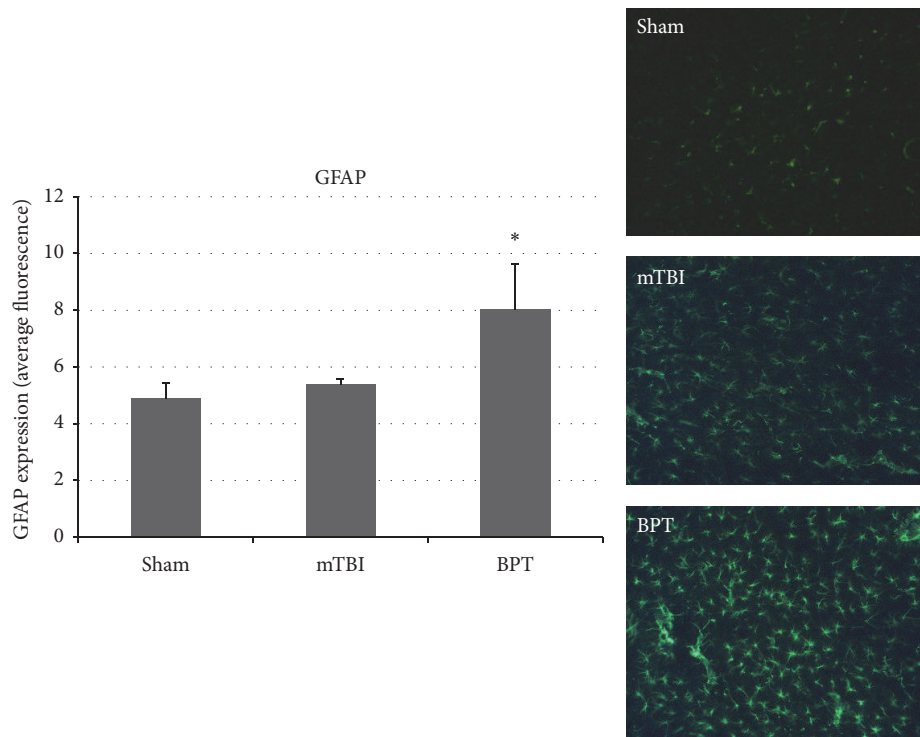 GFAP
GFAP expression (average fluorescence)
12
10
8
6
4
2
0
*
Sham
mTBI
BPT
Sham
mTBI
BPT